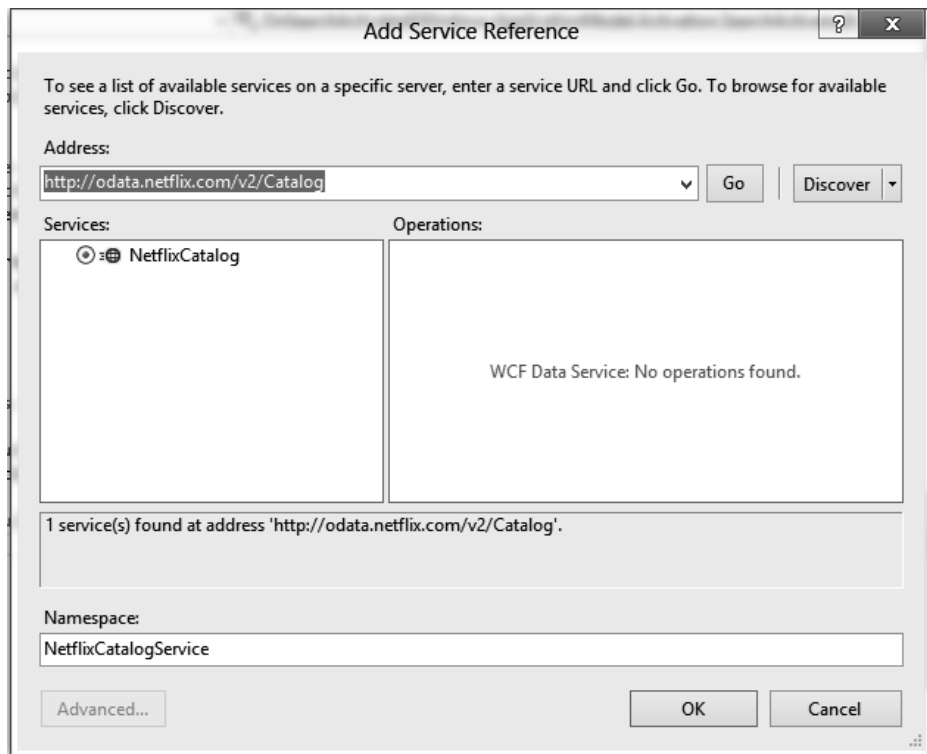 Add Service Reference
?
X
To see a list of available services on a specific server, enter a service URL and click Go. To browse for available
services, click Discover.
Address:
http://odata.netflix.com/v2/Catalog
Go
Discover
Services:
Operations:
NetflixCatalog
WCF Data Service: No operations found.
1 service(s) found at address 'http://odata.netflix.com/v2/Catalog'.
Namespace:
NetflixCatalogService
Advanced...
OK
Cancel